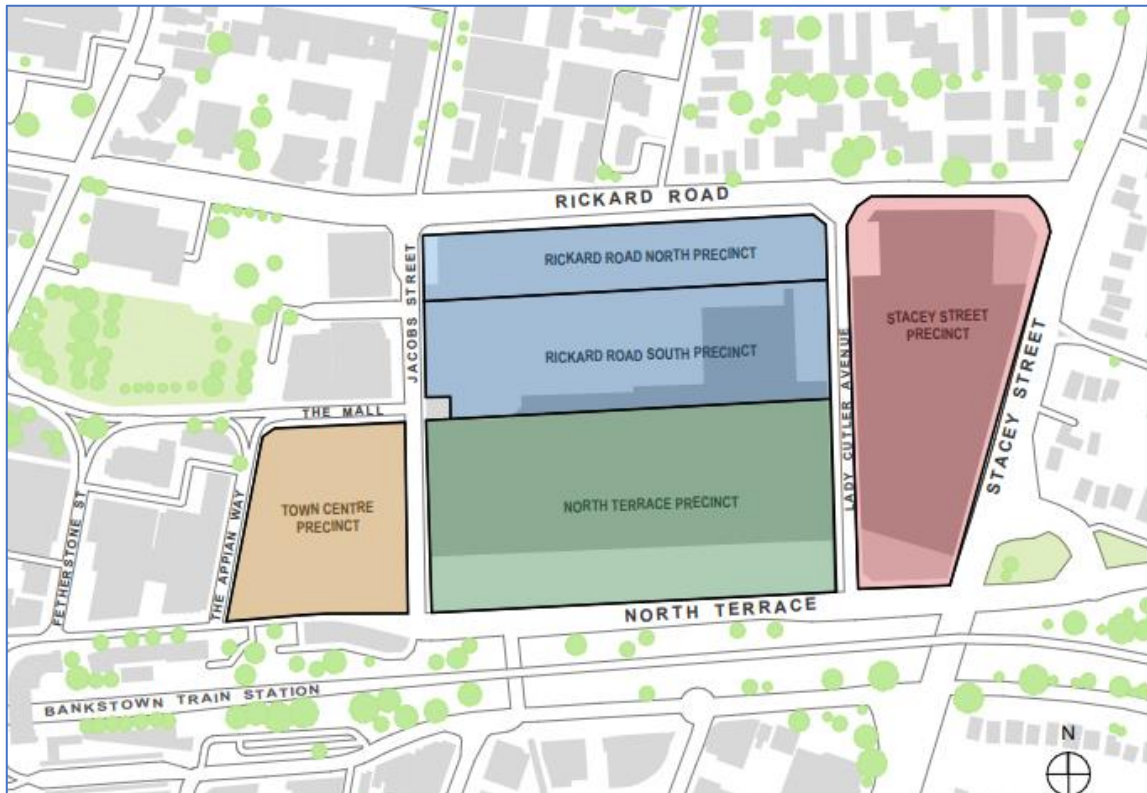 RICKARD ROAD
RICKARD ROAD NORTH PRECINCT
JACOBS STREET
RICKARD ROAD SOUTH PRECINCT
STACEY STREET
PRECINCT
LADY CUTLER AVENUE
STACEY STREET
THE MALL
TOWN CENTRE
PRECINCT
NORTH TERRACE PRECINCT
FETHERSTONE ST
THE APPIAN WAY
NORTH TERRACE
BANKSTOWN TRAIN STATION
N